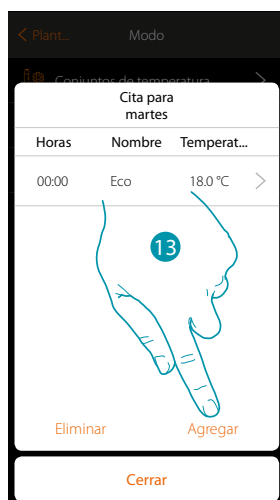 Plant... Modo
Conjuntos de temperatura
Cita para
martes
Horas Nombre Temperat...
00:00 Eco 18.0 °C
13
Eliminar Agregar
Cerrar